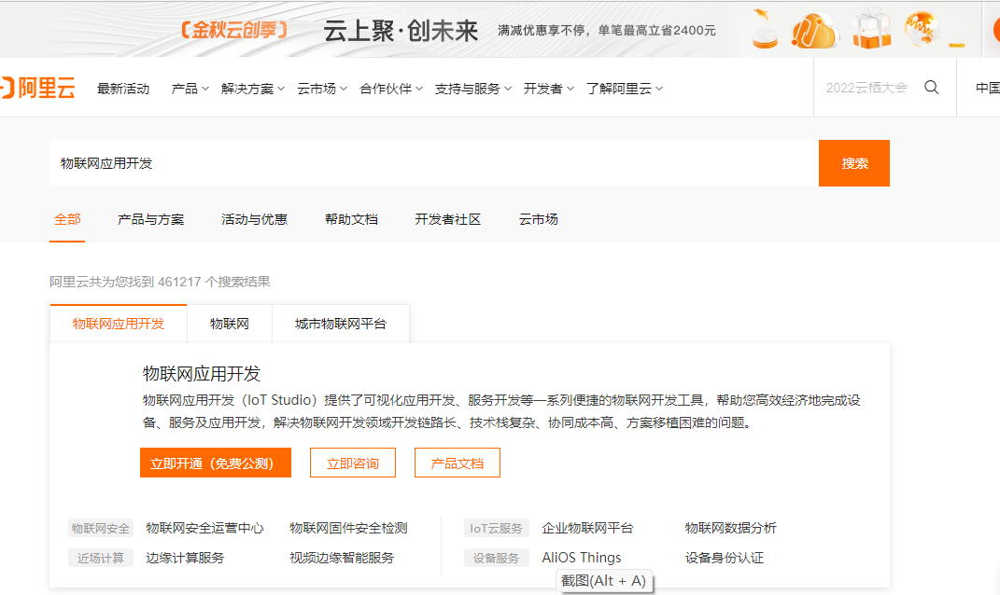 【金秋云创季】 云上聚·创未来 满减优惠享不停，单笔最高立省2400元
阿里云 最新活动 产品 解决方案 云市场 合作伙伴 支持与服务 开发者 了解阿里云 2022云栖大会 中国
物联网应用开发 搜索
全部 产品与方案 活动与优惠 帮助文档 开发者社区 云市场
阿里云共为您找到 461217 个搜索结果
物联网应用开发 物联网 城市物联网平台
物联网应用开发
物联网应用开发（IoT Studio）提供了可视化应用开发、服务开发等一系列便捷的物联网开发工具，帮助您高效经济地完成设
备、服务及应用开发，解决物联网开发领域开发链路长、技术栈复杂、协同成本高、方案移植困难的问题。
立即开通（免费公测） 立即咨询 产品文档
物联网安全 物联网安全运营中心 物联网固件安全检测 IoT云服务 企业物联网平台 物联网数据分析
近场计算 边缘计算服务 视频边缘智能服务 设备服务 AliOS Things 设备身份认证
截图(Alt + A)